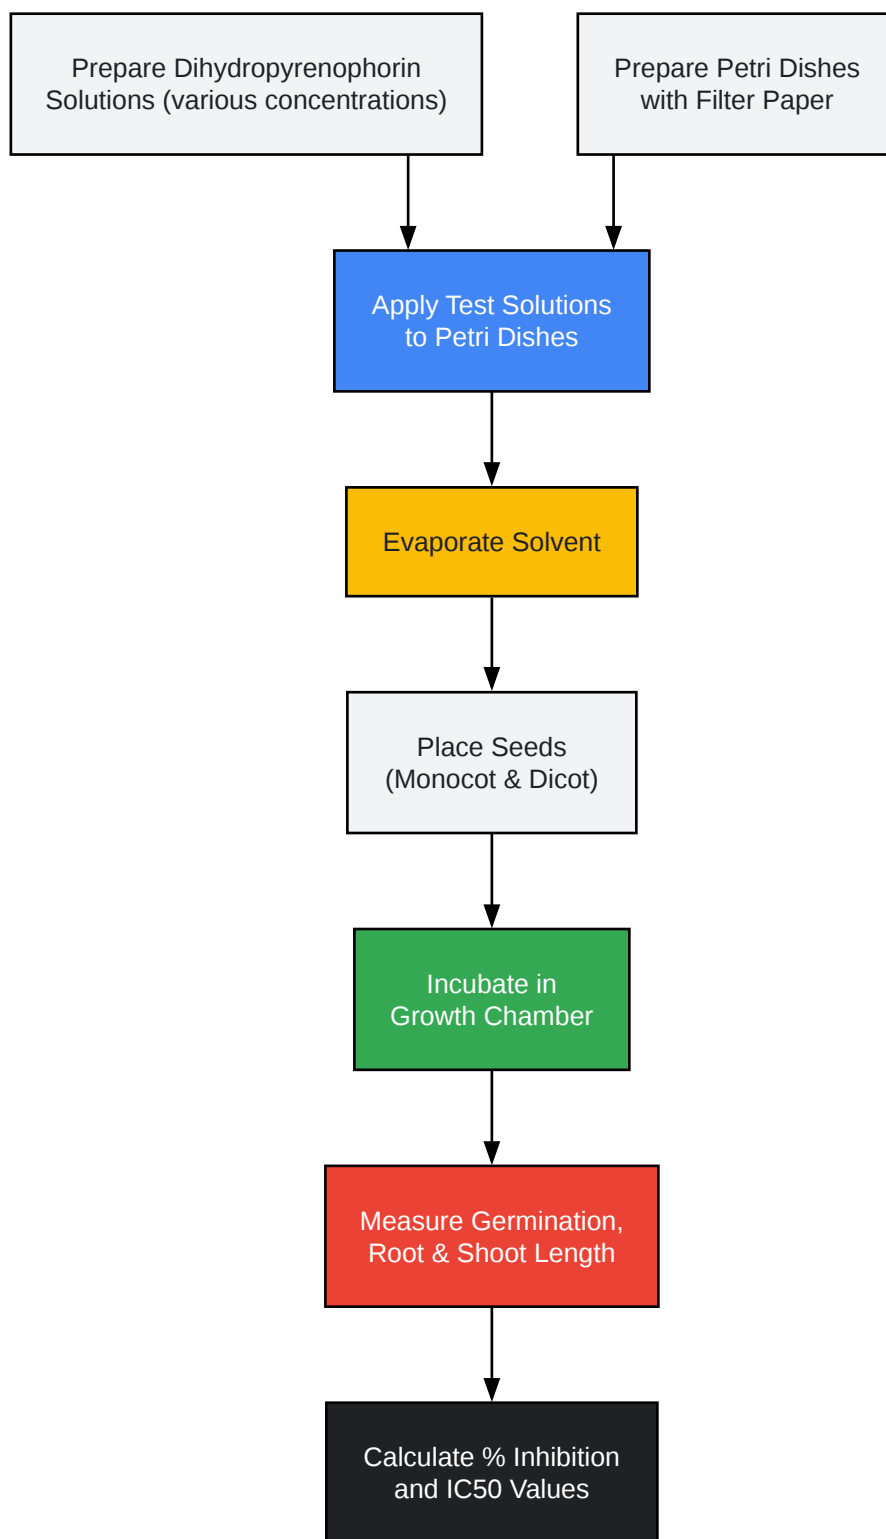 Prepare Dihydropyrenophorin
Solutions (various concentrations)
Prepare Petri Dishes
with Filter Paper
Apply Test Solutions
to Petri Dishes
Evaporate Solvent
Place Seeds
(Monocot & Dicot)
Incubate in
Growth Chamber
Measure Germination,
Root & Shoot Length
Calculate % Inhibition
and IC50 Values